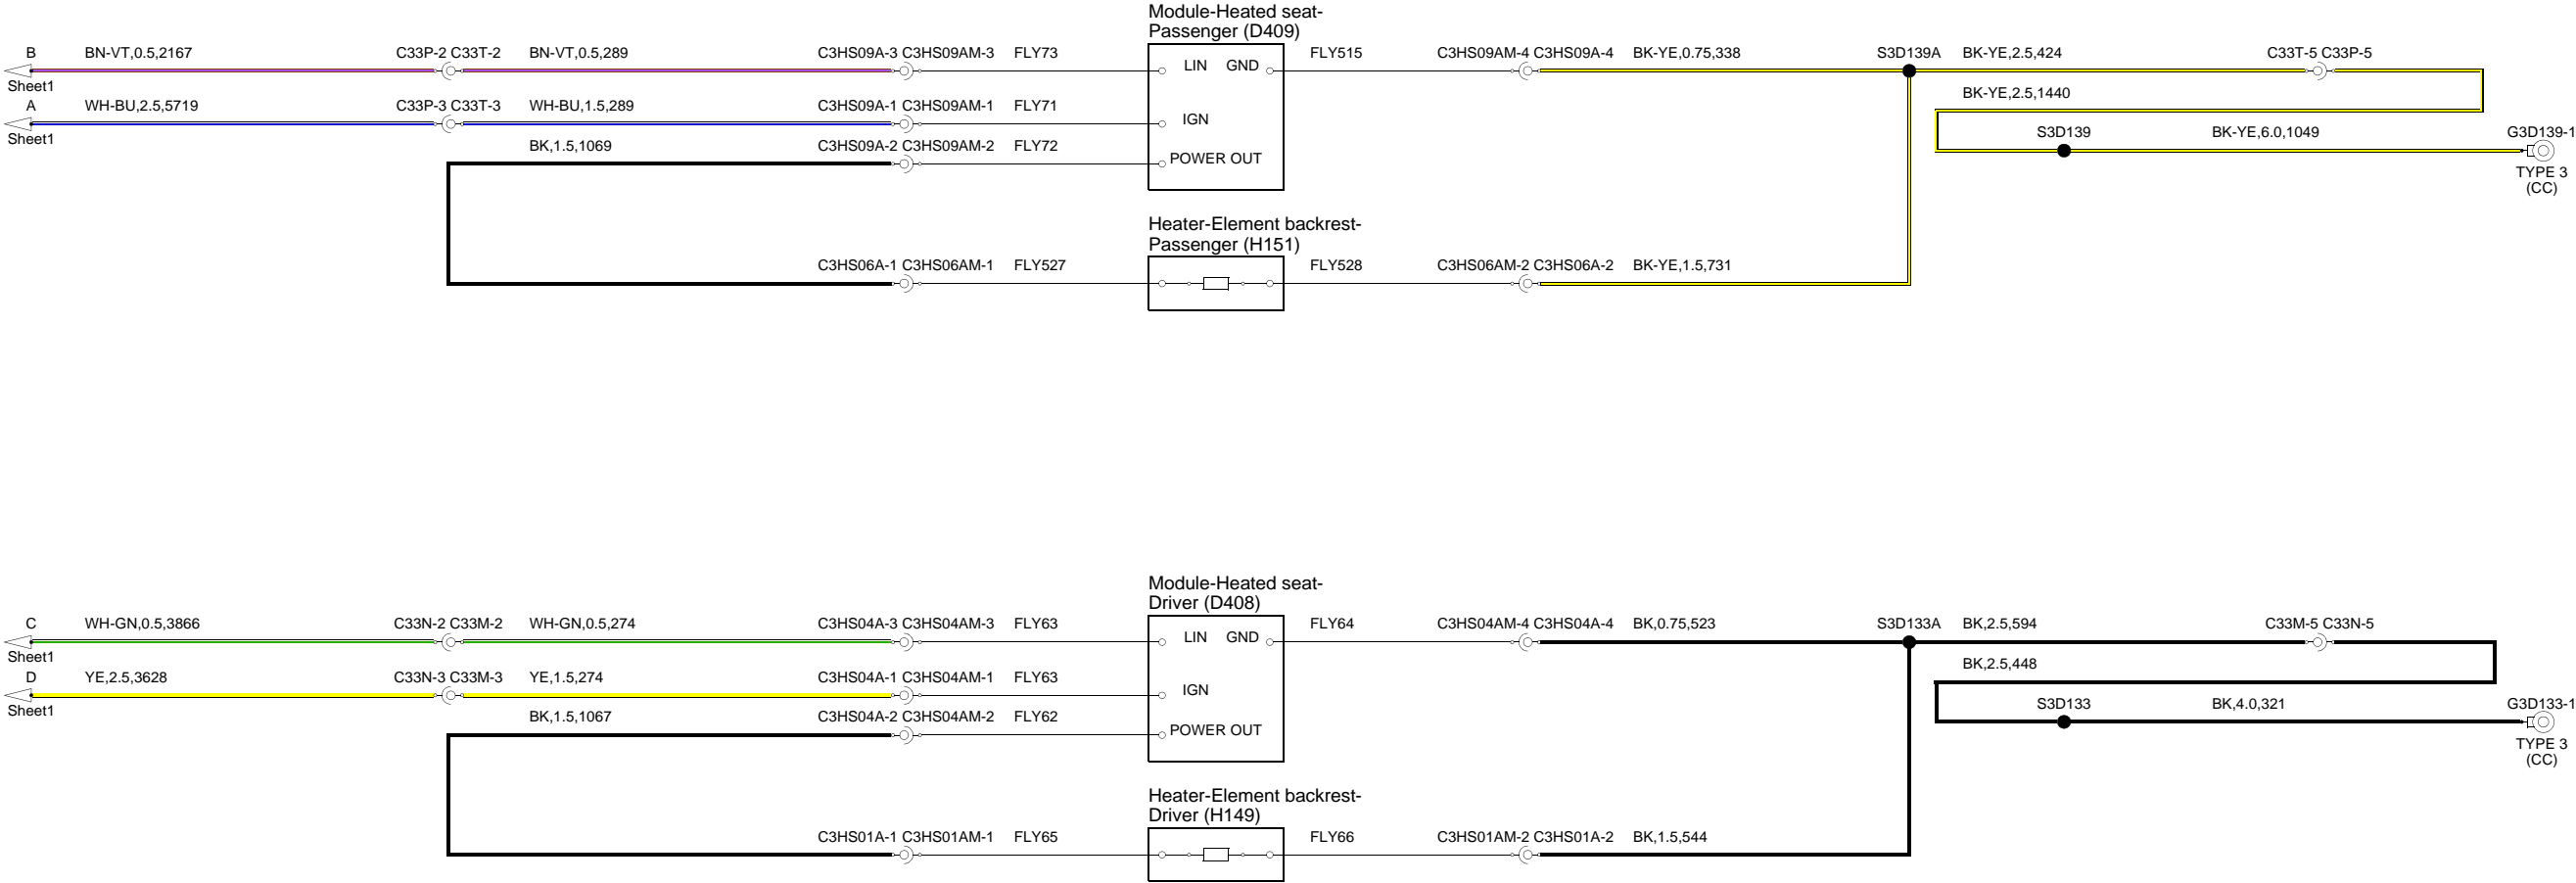 Module-Heated seat-
Passenger (D409)
B BN-VT,0.5,2167 C33P-2 C33T-2 BN-VT,0.5,289 C3HS09A-3 C3HS09AM-3 FLY73 FLY515 C3HS09AM-4 C3HS09A-4 BK-YE,0.75,338 S3D139A BK-YE,2.5,424 C33T-5 C33P-5
LIN GND
Sheet1
A WH-BU,2.5,5719 C33P-3 C33T-3 WH-BU,1.5,289 C3HS09A-1 C3HS09AM-1 FLY71 BK-YE,2.5,1440
IGN
Sheet1
S3D139 BK-YE,6.0,1049 G3D139-1
BK,1.5,1069 C3HS09A-2 C3HS09AM-2 FLY72
POWER OUT
TYPE 3
(CC)
Heater-Element backrest-
Passenger (H151)
C3HS06A-1 C3HS06AM-1 FLY527 FLY528 C3HS06AM-2 C3HS06A-2 BK-YE,1.5,731
Module-Heated seat-
Driver (D408)
C WH-GN,0.5,3866 C33N-2 C33M-2 WH-GN,0.5,274 C3HS04A-3 C3HS04AM-3 FLY63 FLY64 C3HS04AM-4 C3HS04A-4 BK,0.75,523 S3D133A BK,2.5,594 C33M-5 C33N-5
LIN GND
Sheet1
BK,2.5,448
D YE,2.5,3628 C33N-3 C33M-3 YE,1.5,274 C3HS04A-1 C3HS04AM-1 FLY63
IGN
Sheet1
S3D133 BK,4.0,321 G3D133-1
BK,1.5,1067 C3HS04A-2 C3HS04AM-2 FLY62
POWER OUT
TYPE 3
(CC)
Heater-Element backrest-
Driver (H149)
C3HS01A-1 C3HS01AM-1 FLY65 FLY66 C3HS01AM-2 C3HS01A-2 BK,1.5,544